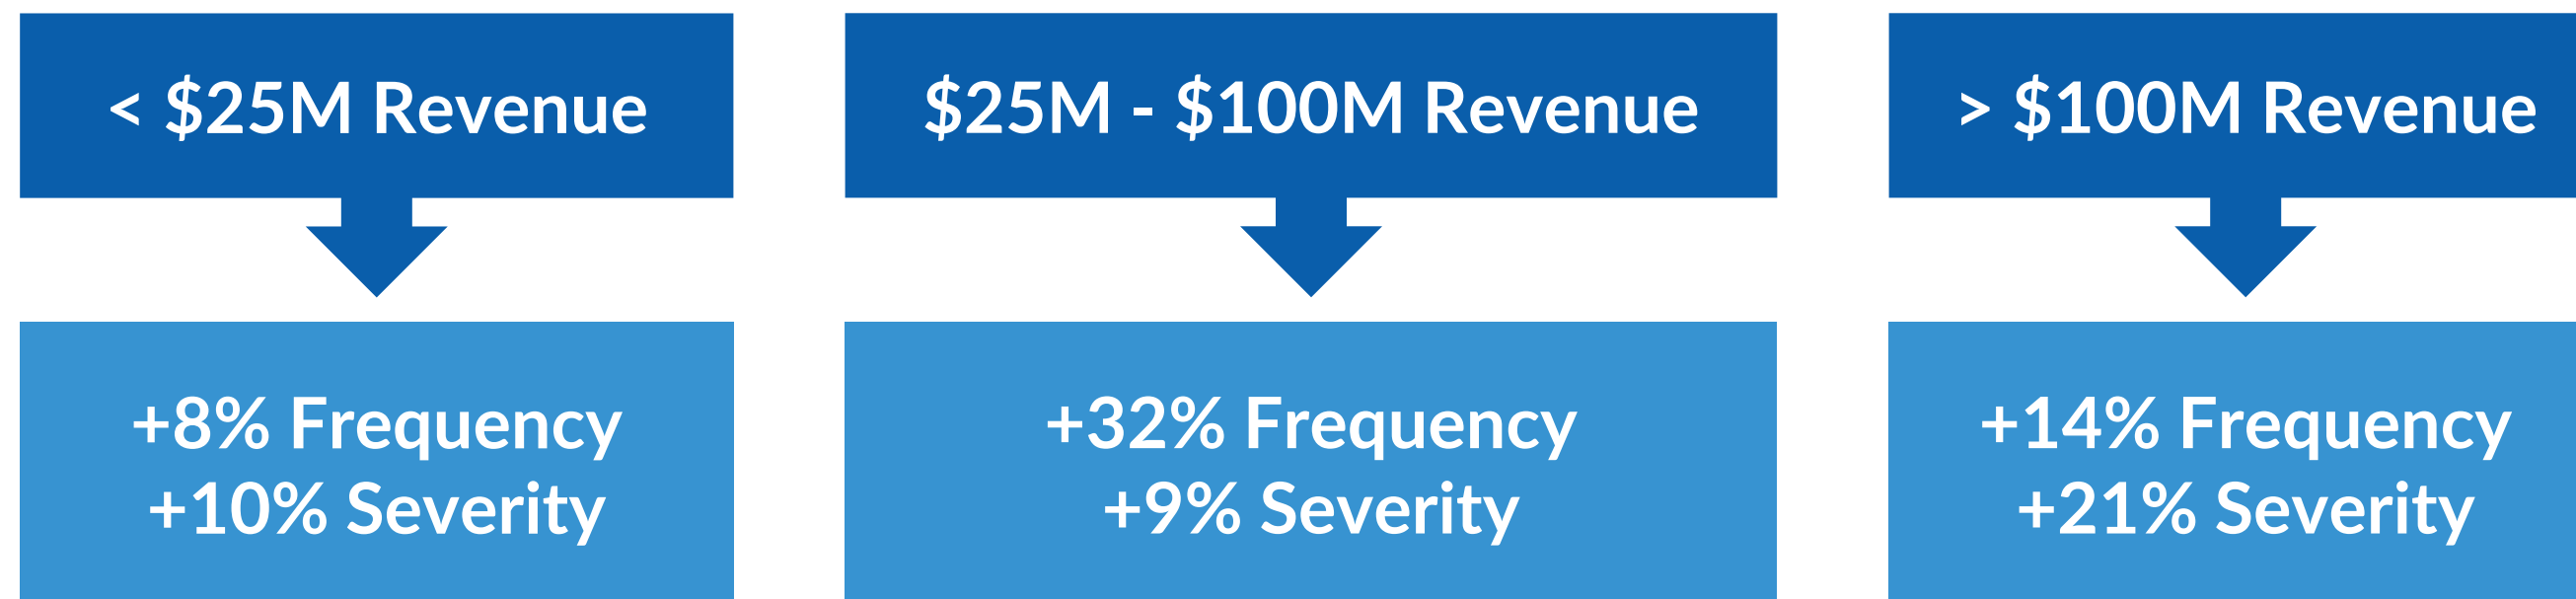 < $25M Revenue
+8% Frequency
+10% Severity
$25M - $100M Revenue
+32% Frequency
+9% Severity
> $100M Revenue
+14% Frequency
+21% Severity